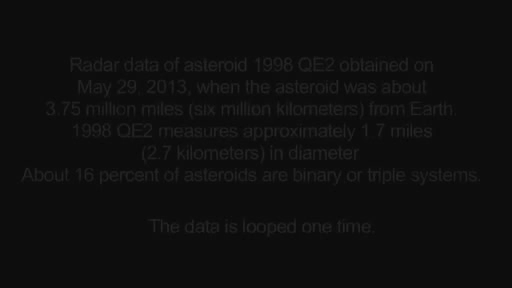 Radar data of asteroid 1998 QE2 obtained on
May 29, 2013, when the asteroid was about
3.75 million miles (six million kilometers) from Earth.
1998 QE2 measures approximately 1.7 miles
(2.7 kilometers) in diameter
About 16 percent of asteroids are binary or triple systems.
The data is looped one time.